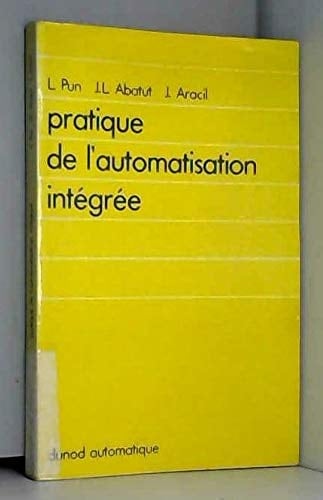 L. Pun J.L Abatut J. Aracil
pratique
de l'automatisation
intégrée
dunod automatique